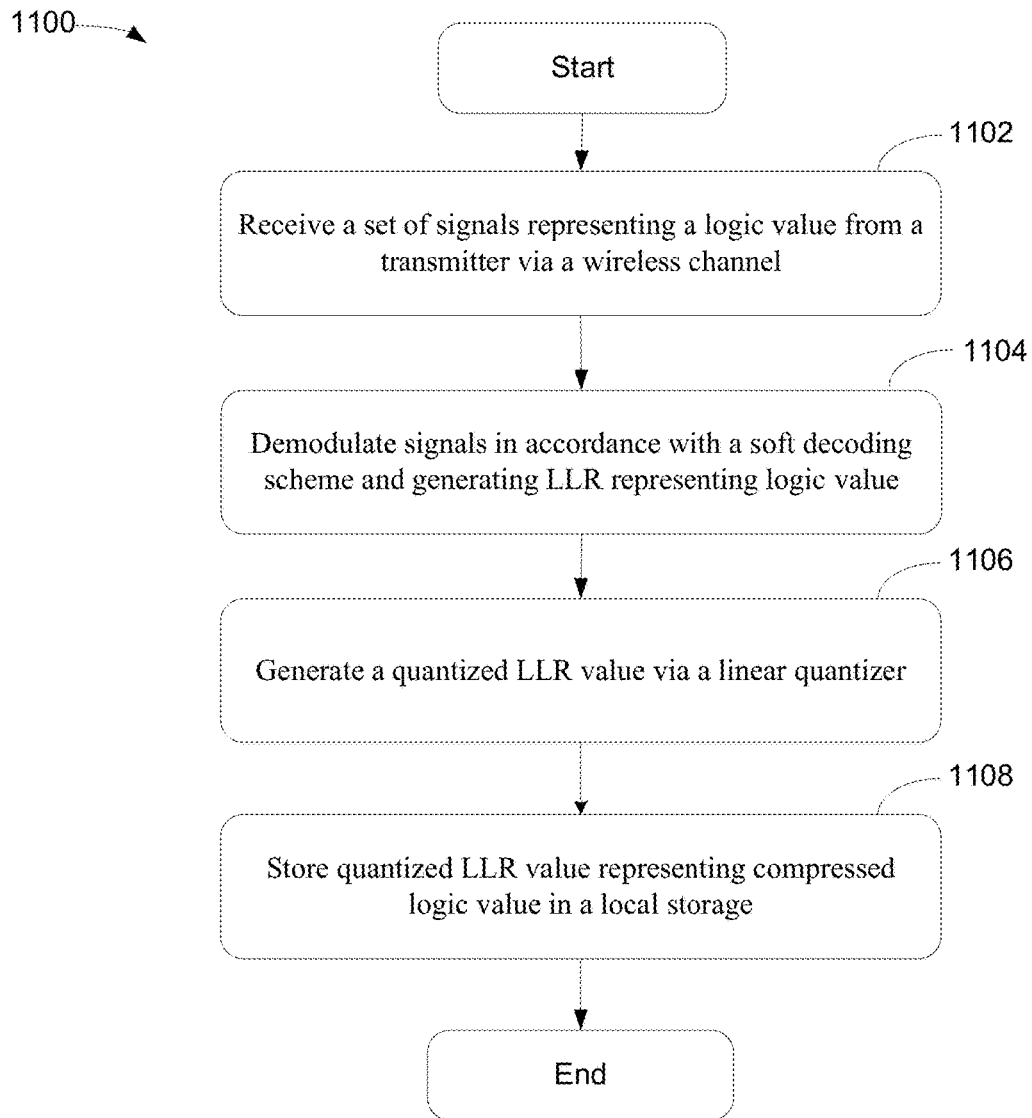 1100
Start
1102
Receive a set of signals representing a logic value from a
transmitter via a wireless channel
1104
Demodulate signals in accordance with a soft decoding
scheme and generating LLR representing logic value
1106
Generate a quantized LLR value via a linear quantizer
1108
Store quantized LLR value representing compressed
logic value in a local storage
End